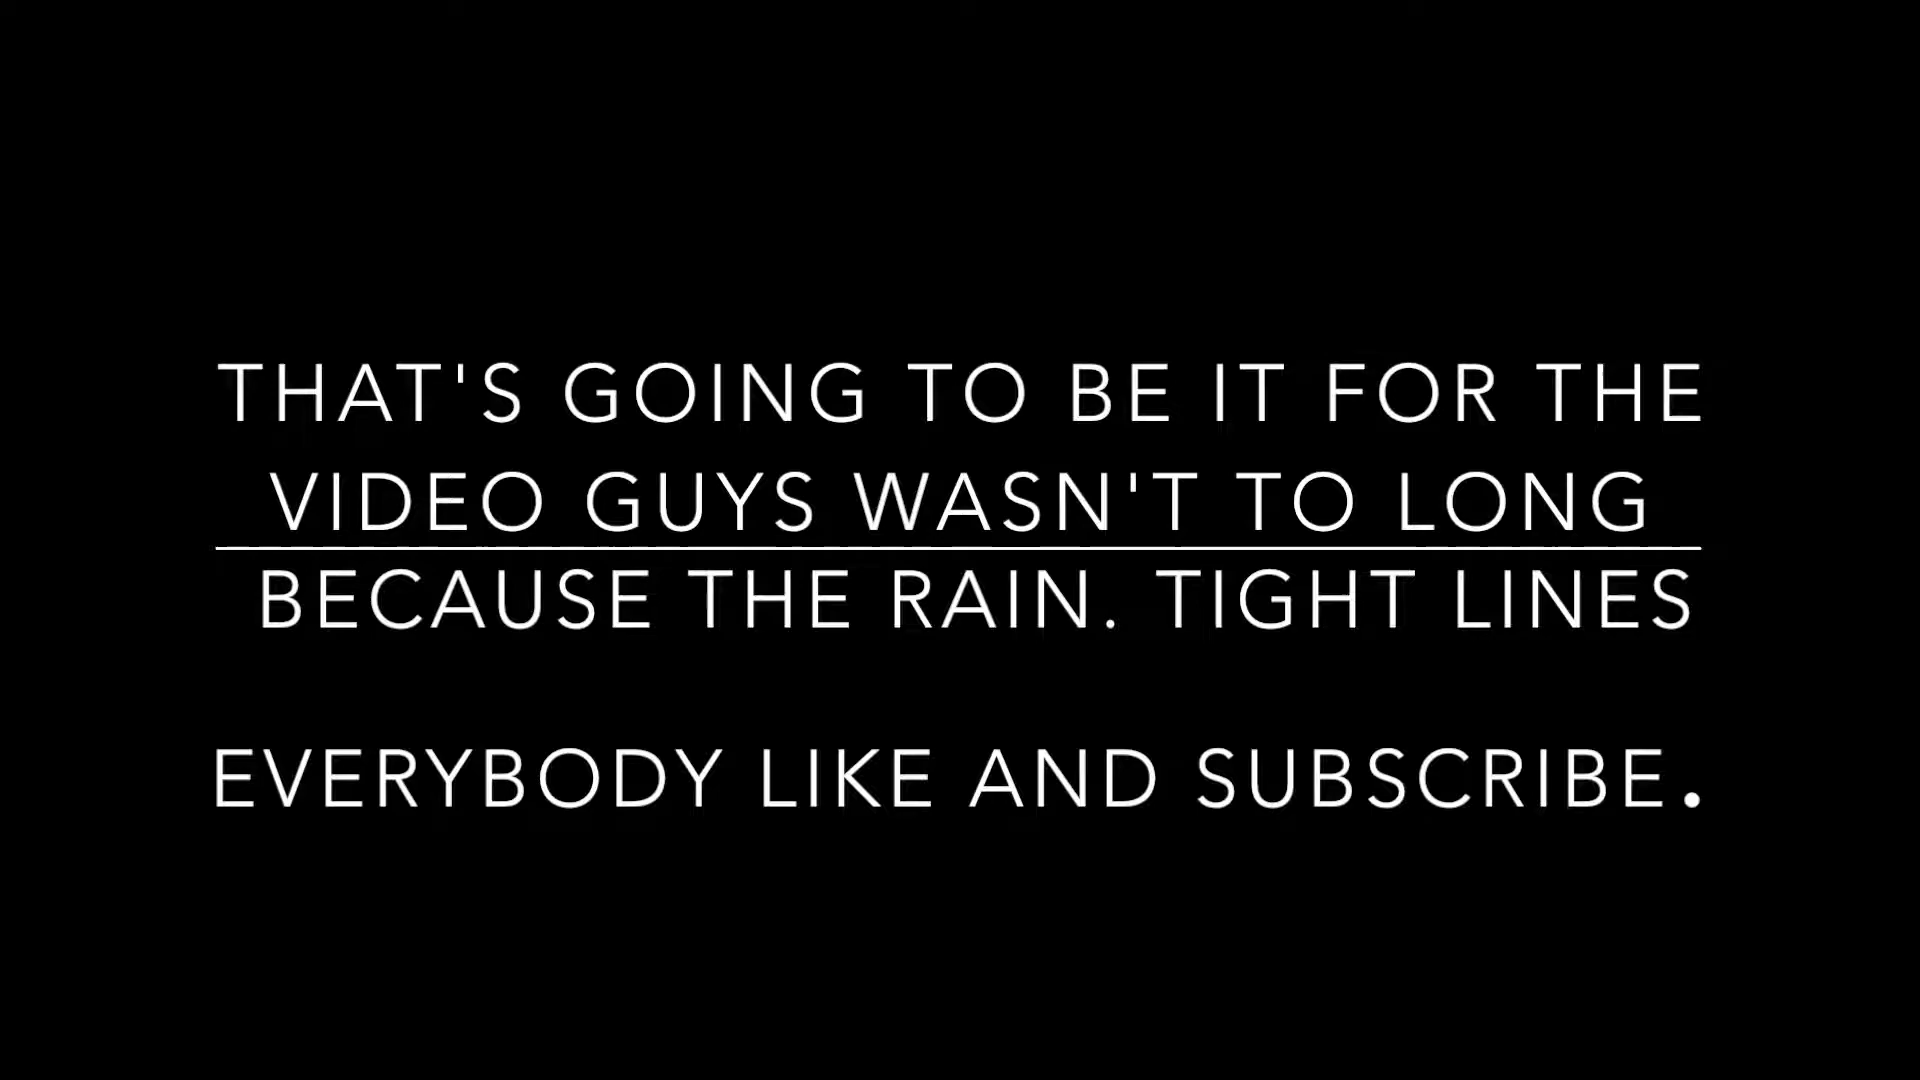 THAT'S GOING TO BE IT FOR THE
VIDEO GUYS WASN'T TO LONG
BECAUSE THE RAIN. TIGHT LINES
EVERYBODY LIKE AND SUBSCRIBE.